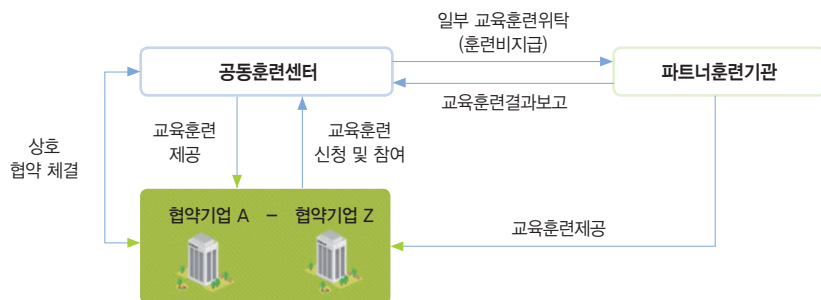 일부 교육훈련위탁
(훈련비지급)
공동훈련센터
파트너훈련기관
교육훈련결과보고
상호
협약 체결
교육훈련
제공
교육훈련
신청 및 참여
협약기업 A – 협약기업 Z
교육훈련제공